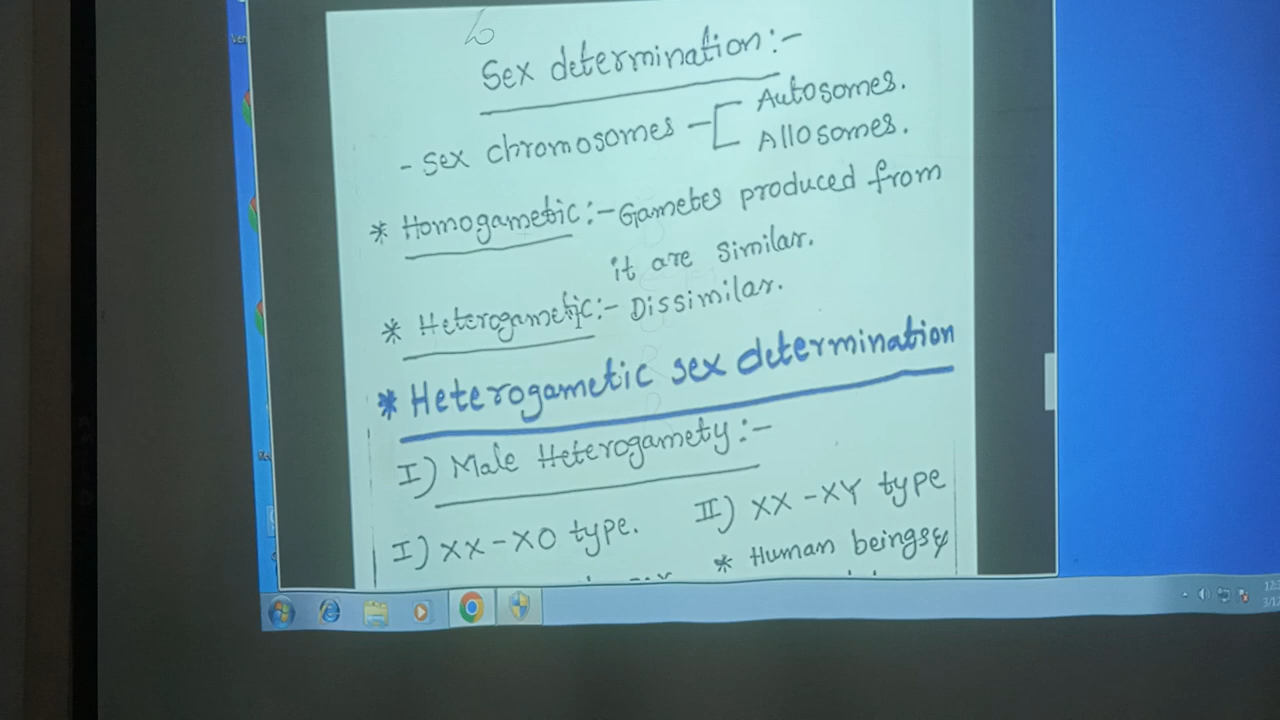 Sex determination:-
- Sex chromosomes - [ Autosomes.
Allosomes.
* Homogametic:- Gametes produced from
it are similar.
* Heterogametic:- Dissimilar.
* Heterogametic sex determination
I) Male Heterogamety:-
I) XX-XO type.
II) XX-XY type
* Human beings &